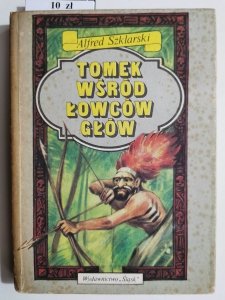 10 zł
Alfred Szklarski
TOMEK
WŚRÓD
ŁOWCÓW
GŁÓW
Wydawnictwo „Śląsk”